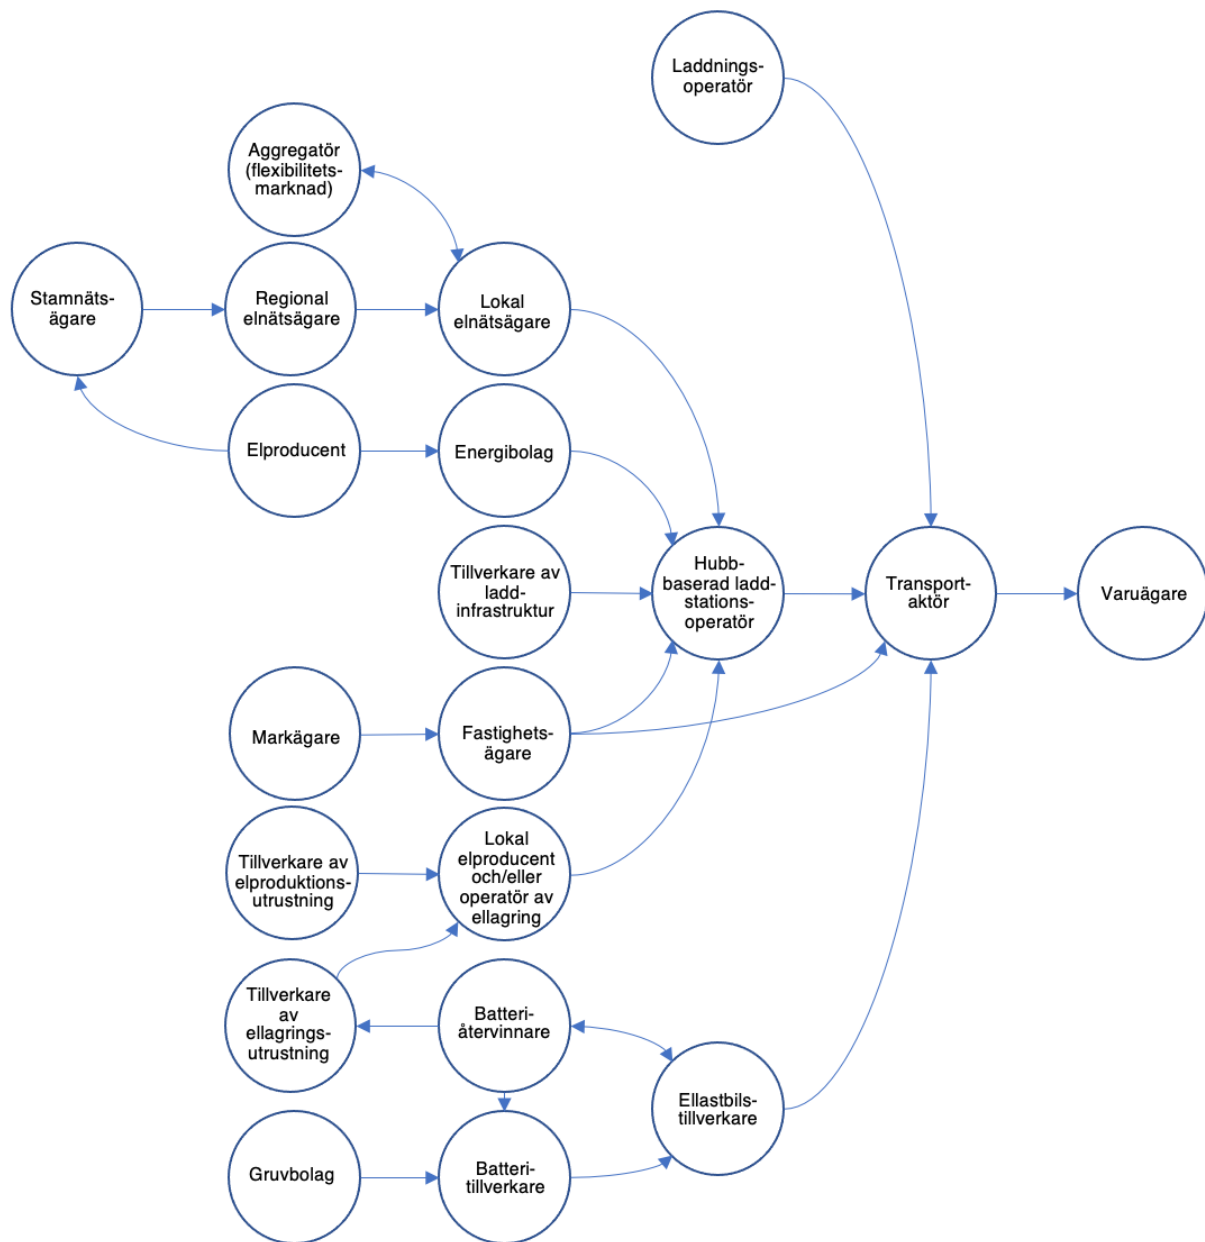 Laddnings-
operatör
Aggregatör
(flexibilitets-
marknad)
Stamnäts-
ägare
Regional
elnätsägare
Lokal
elnätsägare
Elproducent
Energibolag
Tillverkare av
ladd-
infrastruktur
Hubb-
baserad ladd-
stations-
operatör
Transport-
aktör
Varuägare
Markägare
Fastighets-
ägare
Tillverkare av
elproduktions-
utrustning
Lokal
elproducent
och/eller
operatör av
ellagring
Tillverkare
av
ellagrings-
utrustning
Batteri-
återvinnare
Ellastbils-
tillverkare
Gruvbolag
Batteri-
tillverkare